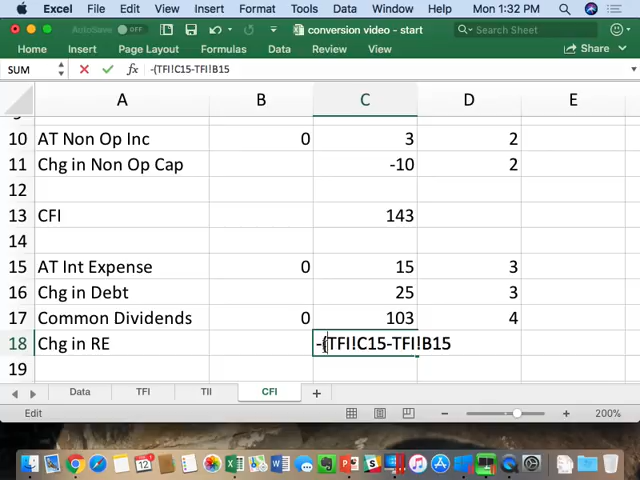 Excel File Edit View Insert Format Tools Data Window Mon 1:32 PM
AutoSave OFF conversion video - start Search Sheet
Home Insert Page Layout Formulas Data Review View Share
SUM fx -(TFI!C15-TFI!B15
A B C D E
10 AT Non Op Inc 0 3 2
11 Chg in Non Op Cap -10 2
12
13 CFI 143
14
15 AT Int Expense 0 15 3
16 Chg in Debt 25 3
17 Common Dividends 0 103 4
18 Chg in RE -(TFI!C15-TFI!B15
19
Data TFI TII CFI
Edit 200%